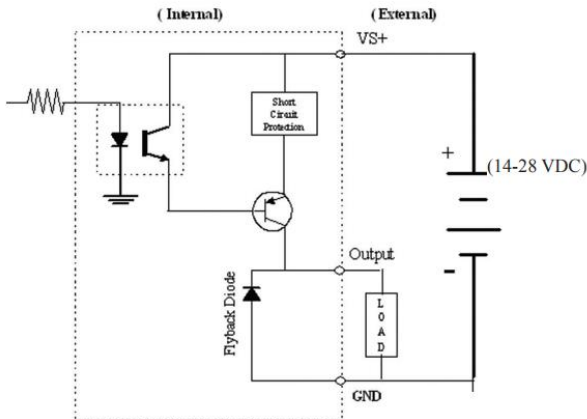 ( Internal)
( External)
VS+
Short
Circuit
Protection
+
(14-28 VDC)
Output
-
Flyback Diode
L
O
A
D
GND